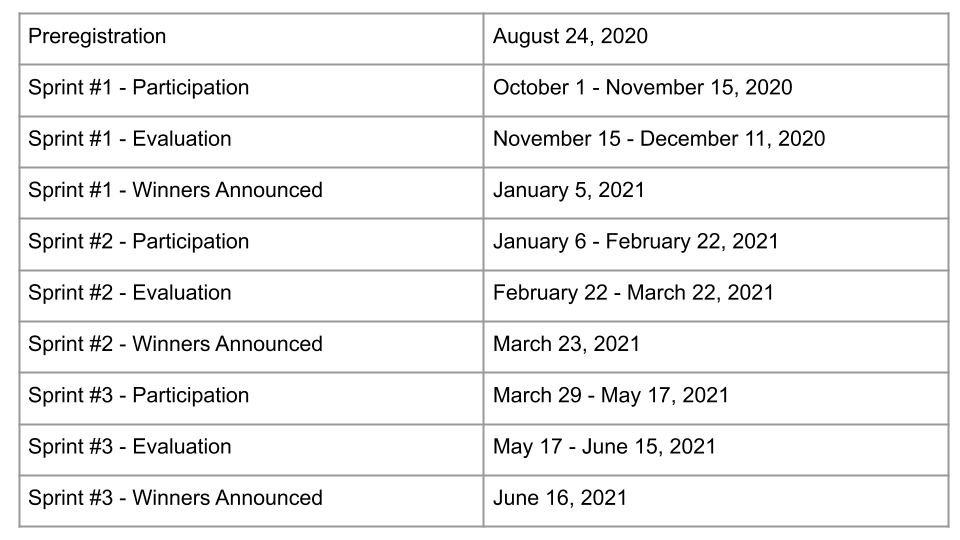 Preregistration August 24, 2020
Sprint #1 - Participation October 1 - November 15, 2020
Sprint #1 - Evaluation November 15 - December 11, 2020
Sprint #1 - Winners Announced January 5, 2021
Sprint #2 - Participation January 6 - February 22, 2021
Sprint #2 - Evaluation February 22 - March 22, 2021
Sprint #2 - Winners Announced March 23, 2021
Sprint #3 - Participation March 29 - May 17, 2021
Sprint #3 - Evaluation May 17 - June 15, 2021
Sprint #3 - Winners Announced June 16, 2021